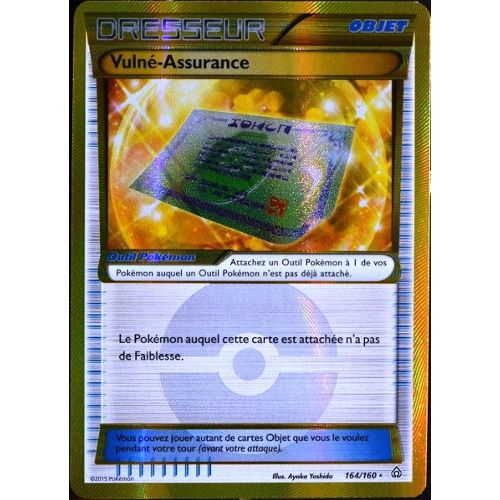 DRESSEUR
OBJET
Vulné-Assurance
Outil Pokémon
Attachez un Outil Pokémon à 1 de vos
Pokémon auquel un Outil Pokémon n'est pas déjà attaché.
Le Pokémon auquel cette carte est attachée n'a pas
de Faiblesse.
Vous pouvez jouer autant de cartes Objet que vous le voulez
pendant votre tour (avant votre attaque).
©2015 Pokémon
Illus. Ayaka Yoshida
164/160